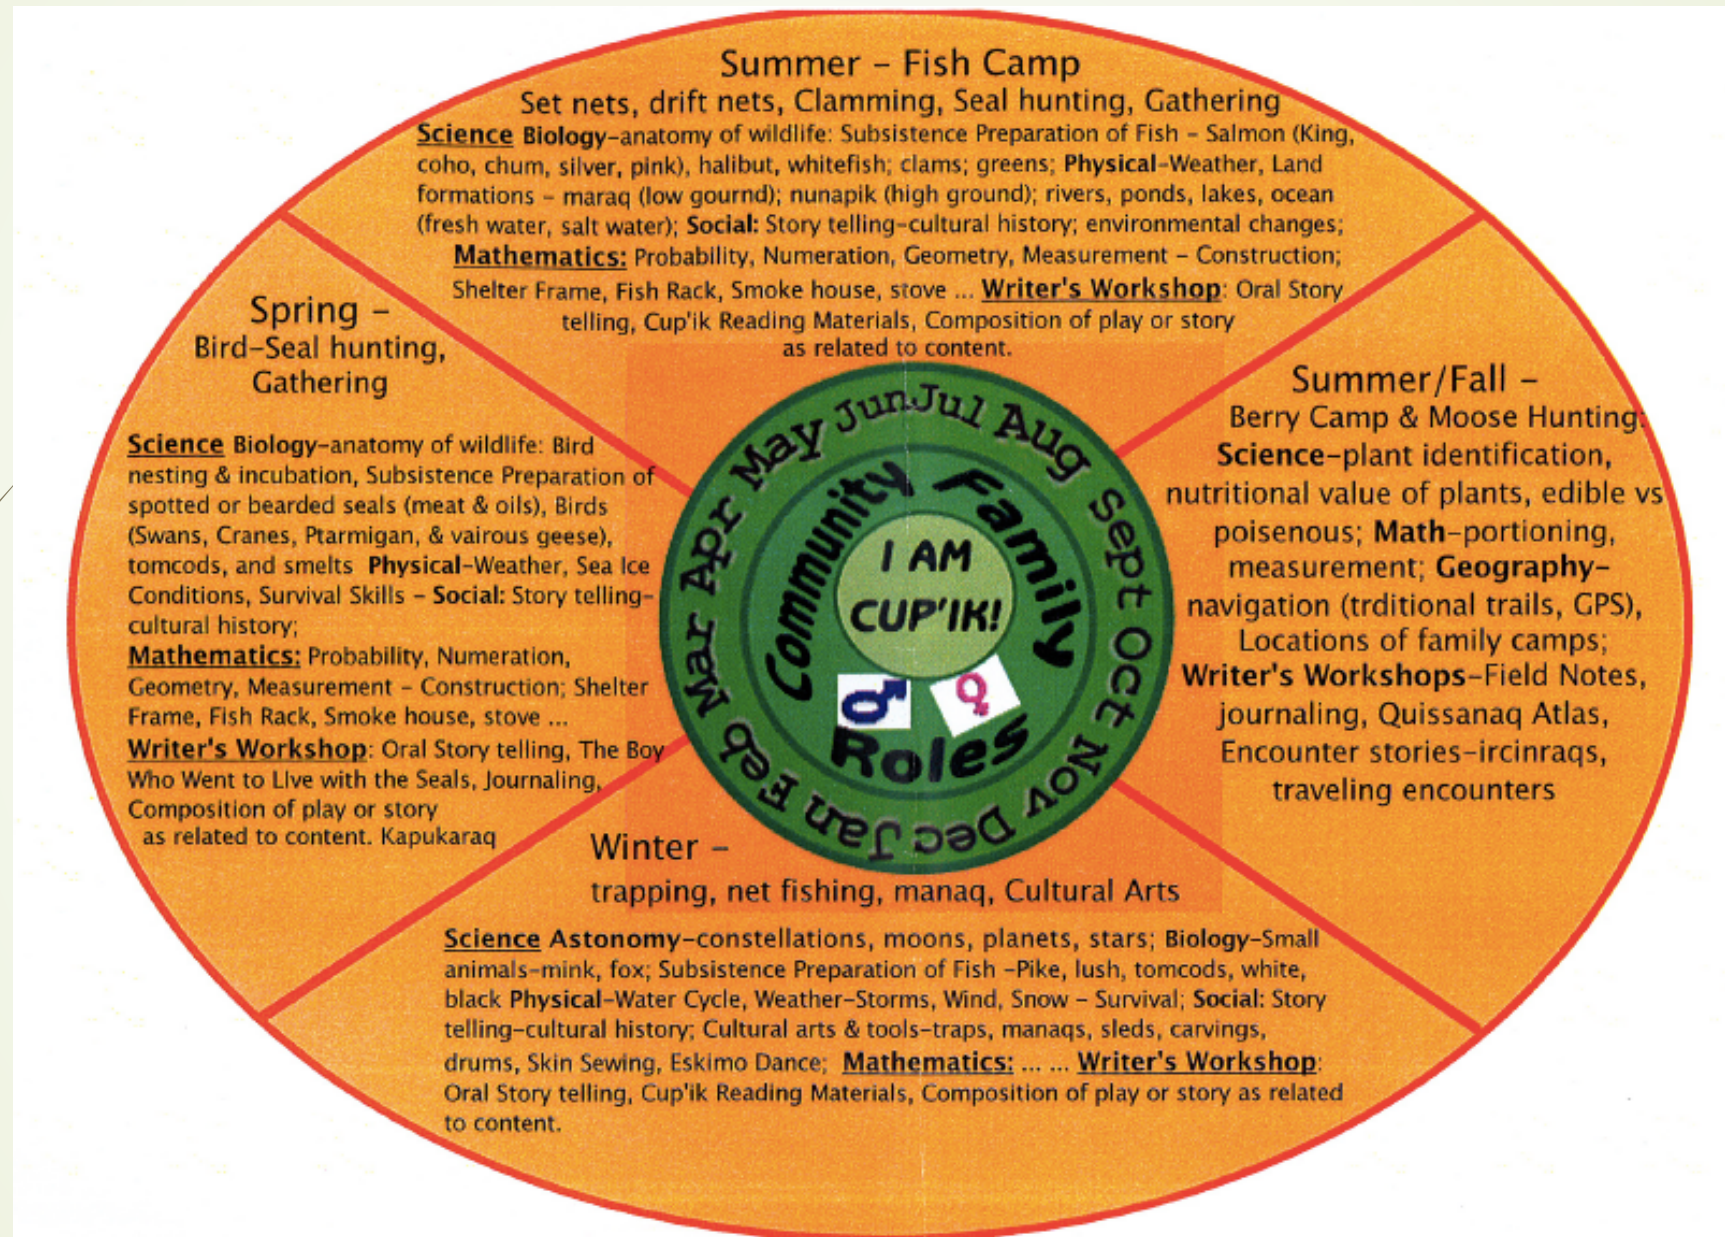 Summer – Fish Camp
Set nets, drift nets, Clamming, Seal hunting, Gathering
Science Biology–anatomy of wildlife: Subsistence Preparation of Fish – Salmon (King,
coho, chum, silver, pink), halibut, whitefish; clams; greens; Physical–Weather, Land
formations – maraq (low gournd); nunapik (high ground); rivers, ponds, lakes, ocean
(fresh water, salt water); Social: Story telling–cultural history; environmental changes;
Mathematics: Probability, Numeration, Geometry, Measurement – Construction;
Shelter Frame, Fish Rack, Smoke house, stove ... Writer's Workshop: Oral Story
telling, Cup'ik Reading Materials, Composition of play or story
as related to content.
Spring –
Bird–Seal hunting,
Gathering
Science Biology–anatomy of wildlife: Bird
nesting & incubation, Subsistence Preparation of
spotted or bearded seals (meat & oils), Birds
(Swans, Cranes, Ptarmigan, & vairous geese),
tomcods, and smelts Physical–Weather, Sea Ice
Conditions, Survival Skills – Social: Story telling–
cultural history;
Mathematics: Probability, Numeration,
Geometry, Measurement – Construction; Shelter
Frame, Fish Rack, Smoke house, stove ...
Writer's Workshop: Oral Story telling, The Boy
Who Went to LIve with the Seals, Journaling,
Composition of play or story
as related to content. Kapukaraq
Summer/Fall –
Berry Camp & Moose Hunting:
Science–plant identification,
nutritional value of plants, edible vs
poisenous; Math–portioning,
measurement; Geography–
navigation (trditional trails, GPS),
Locations of family camps;
Writer's Workshops–Field Notes,
journaling, Quissanaq Atlas,
Encounter stories–ircinraqs,
traveling encounters
Jan Feb Mar Apr May Jun Jul Aug Sept Oct Nov Dec
Community Family
Roles
I AM
CUP'IK!
Winter –
trapping, net fishing, manaq, Cultural Arts
Science Astonomy–constellations, moons, planets, stars; Biology–Small
animals–mink, fox; Subsistence Preparation of Fish –Pike, lush, tomcods, white,
black Physical–Water Cycle, Weather–Storms, Wind, Snow – Survival; Social: Story
telling–cultural history; Cultural arts & tools–traps, manaqs, sleds, carvings,
drums, Skin Sewing, Eskimo Dance; Mathematics: ... ... Writer's Workshop:
Oral Story telling, Cup'ik Reading Materials, Composition of play or story as related
to content.